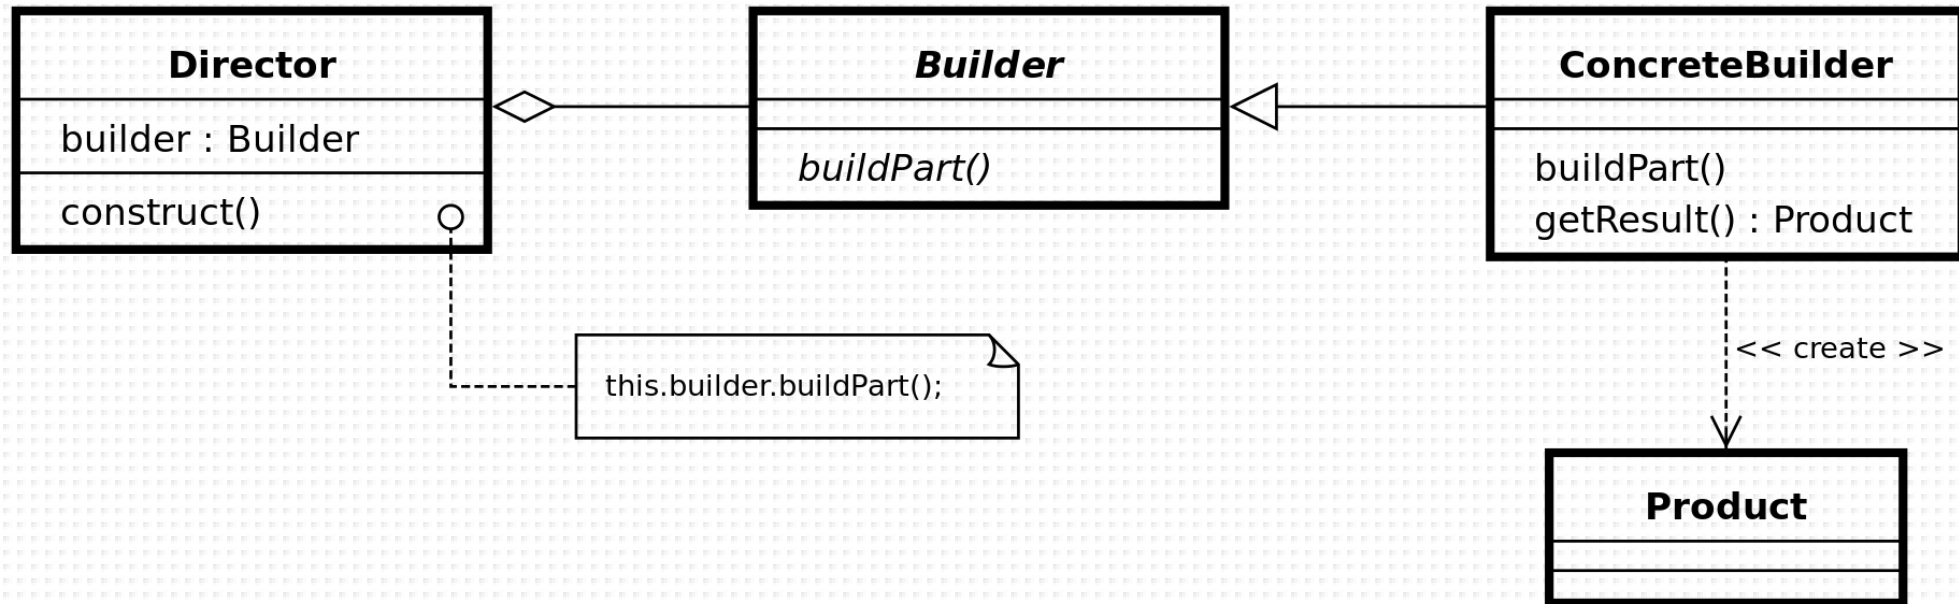 Director
builder : Builder
construct()
Builder
buildPart()
ConcreteBuilder
buildPart()
getResult() : Product
this.builder.buildPart();
<< create >>
Product